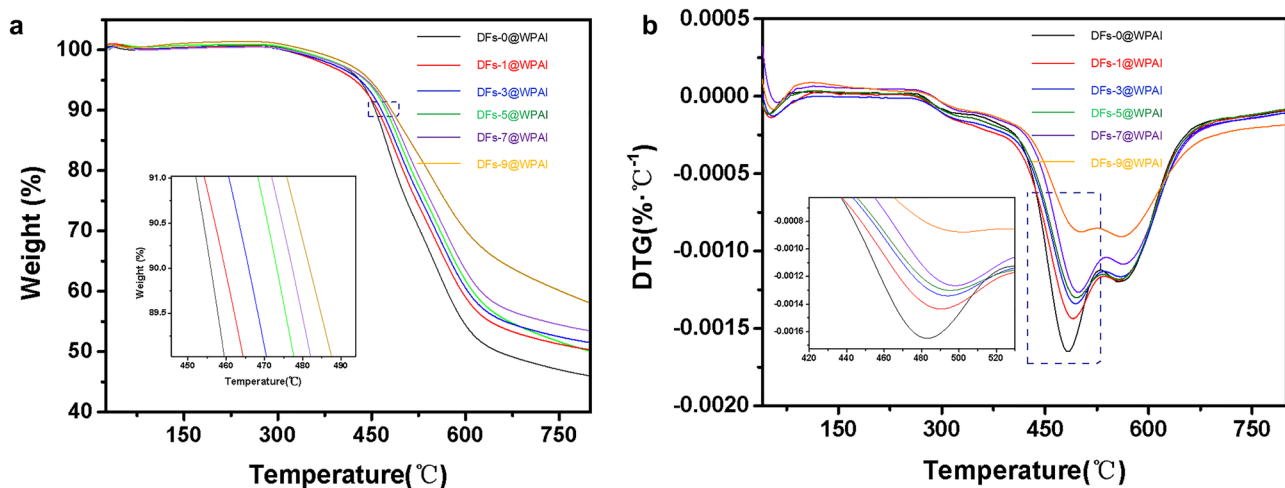 a
Weight (%)
100
90
80
70
60
50
40
150
300
450
600
750
Temperature(℃)
DFs-0@WPAI
DFs-1@WPAI
DFs-3@WPAI
DFs-5@WPAI
DFs-7@WPAI
DFs-9@WPAI
Weight (%)
91.0
90.5
90.0
89.5
450
460
470
480
490
Temperature(℃)
b
DTG(%·℃⁻¹)
0.0005
0.0000
-0.0005
-0.0010
-0.0015
-0.0020
150
300
450
600
750
Temperature(℃)
DFs-0@WPAI
DFs-1@WPAI
DFs-3@WPAI
DFs-5@WPAI
DFs-7@WPAI
DFs-9@WPAI
-0.0008
-0.0010
-0.0012
-0.0014
-0.0016
420
440
460
480
500
520